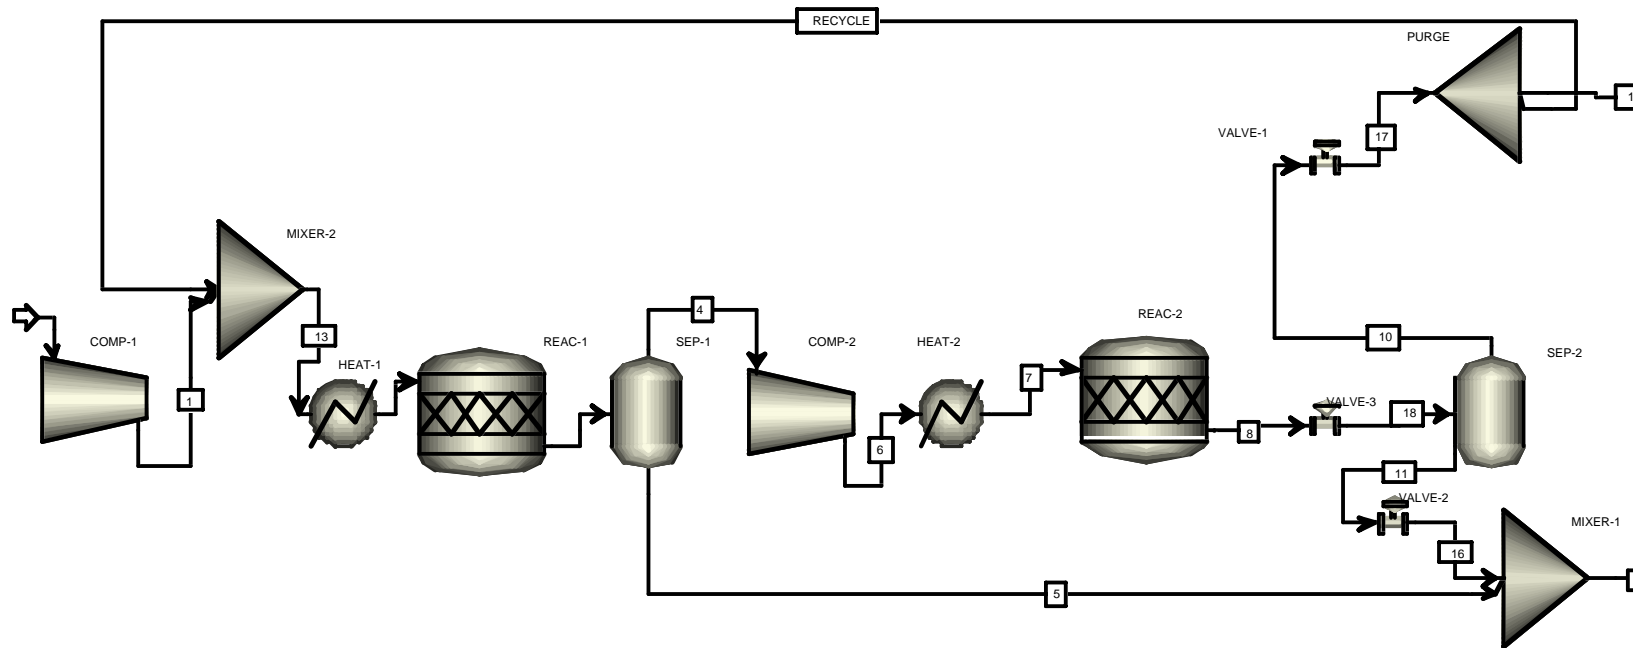 RECYCLE
PURGE
1
VALVE-1
17
MIXER-2
COMP-1
13
HEAT-1
1
REAC-1
4
SEP-1
COMP-2
HEAT-2
REAC-2
7
6
10
SEP-2
VALVE-3
18
8
11
VALVE-2
16
MIXER-1
5